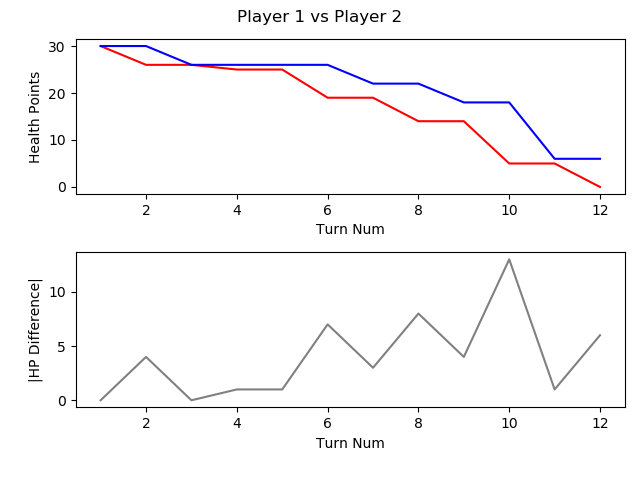 Player 1 vs Player 2
30
20
10
0
Health Points
2 4 6 8 10 12
Turn Num
10
5
0
|HP Difference|
2 4 6 8 10 12
Turn Num